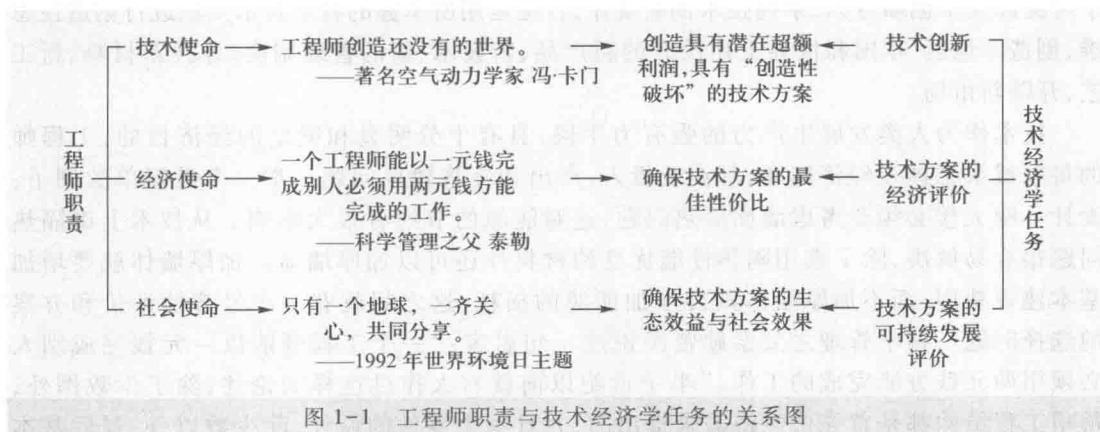 技术使命
工程师创造还没有的世界。
——著名空气动力学家 冯·卡门
创造具有潜在超额
利润,具有“创造性
破坏”的技术方案
技术创新
工程师职责
经济使命
一个工程师能以一元钱完
成别人必须用两元钱方能
完成的工作。
——科学管理之父 泰勒
确保技术方案的最
佳性价比
技术方案的
经济评价
技术经济学任务
社会使命
只有一个地球,一齐关
心,共同分享。
——1992年世界环境日主题
确保技术方案的生
态效益与社会效果
技术方案的
可持续发展
评价
图 1-1 工程师职责与技术经济学任务的关系图